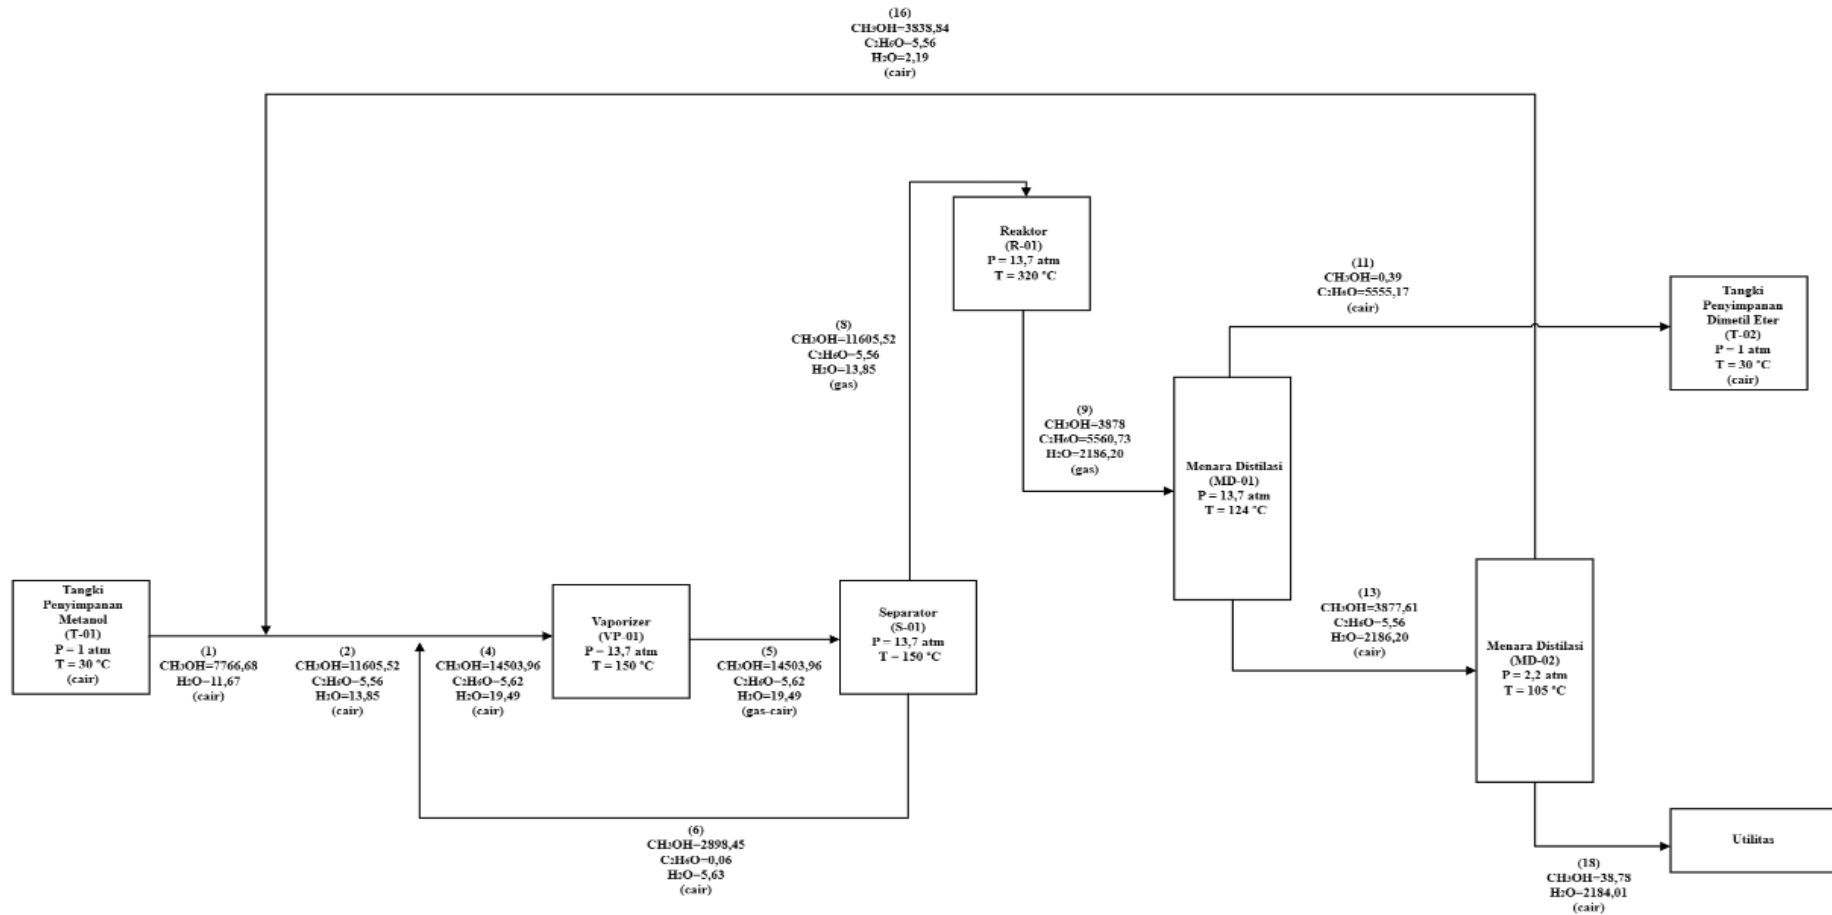 (16)
CH₃OH=3838,84
C₂H₆O=5,56
H₂O=2,19
(cair)
Reaktor
(R-01)
P = 13,7 atm
T = 320 °C
(11)
CH₃OH=0,39
C₂H₆O=5555,17
(cair)
Tangki
Penyimpanan
Dimetil Eter
(T-02)
P = 1 atm
T = 30 °C
(cair)
(8)
CH₃OH=11605,52
C₂H₆O=5,56
H₂O=13,85
(gas)
(9)
CH₃OH=3878
C₂H₆O=5560,73
H₂O=2186,20
(gas)
Menara Distilasi
(MD-01)
P = 13,7 atm
T = 124 °C
Tangki
Penyimpanan
Metanol
(T-01)
P = 1 atm
T = 30 °C
(cair)
(1)
CH₃OH=7766,68
H₂O=11,67
(cair)
(2)
CH₃OH=11605,52
C₂H₆O=5,56
H₂O=13,85
(cair)
(4)
CH₃OH=14503,96
C₂H₆O=5,62
H₂O=19,49
(cair)
Vaporizer
(VP-01)
P = 13,7 atm
T = 150 °C
(5)
CH₃OH=14503,96
C₂H₆O=5,62
H₂O=19,49
(gas-cair)
Separator
(S-01)
P = 13,7 atm
T = 150 °C
(13)
CH₃OH=3877,61
C₂H₆O=5,56
H₂O=2186,20
(cair)
Menara Distilasi
(MD-02)
P = 2,2 atm
T = 105 °C
(6)
CH₃OH=2898,45
C₂H₆O=0,06
H₂O=5,63
(cair)
Utilitas
(18)
CH₃OH=38,78
H₂O=2184,01
(cair)